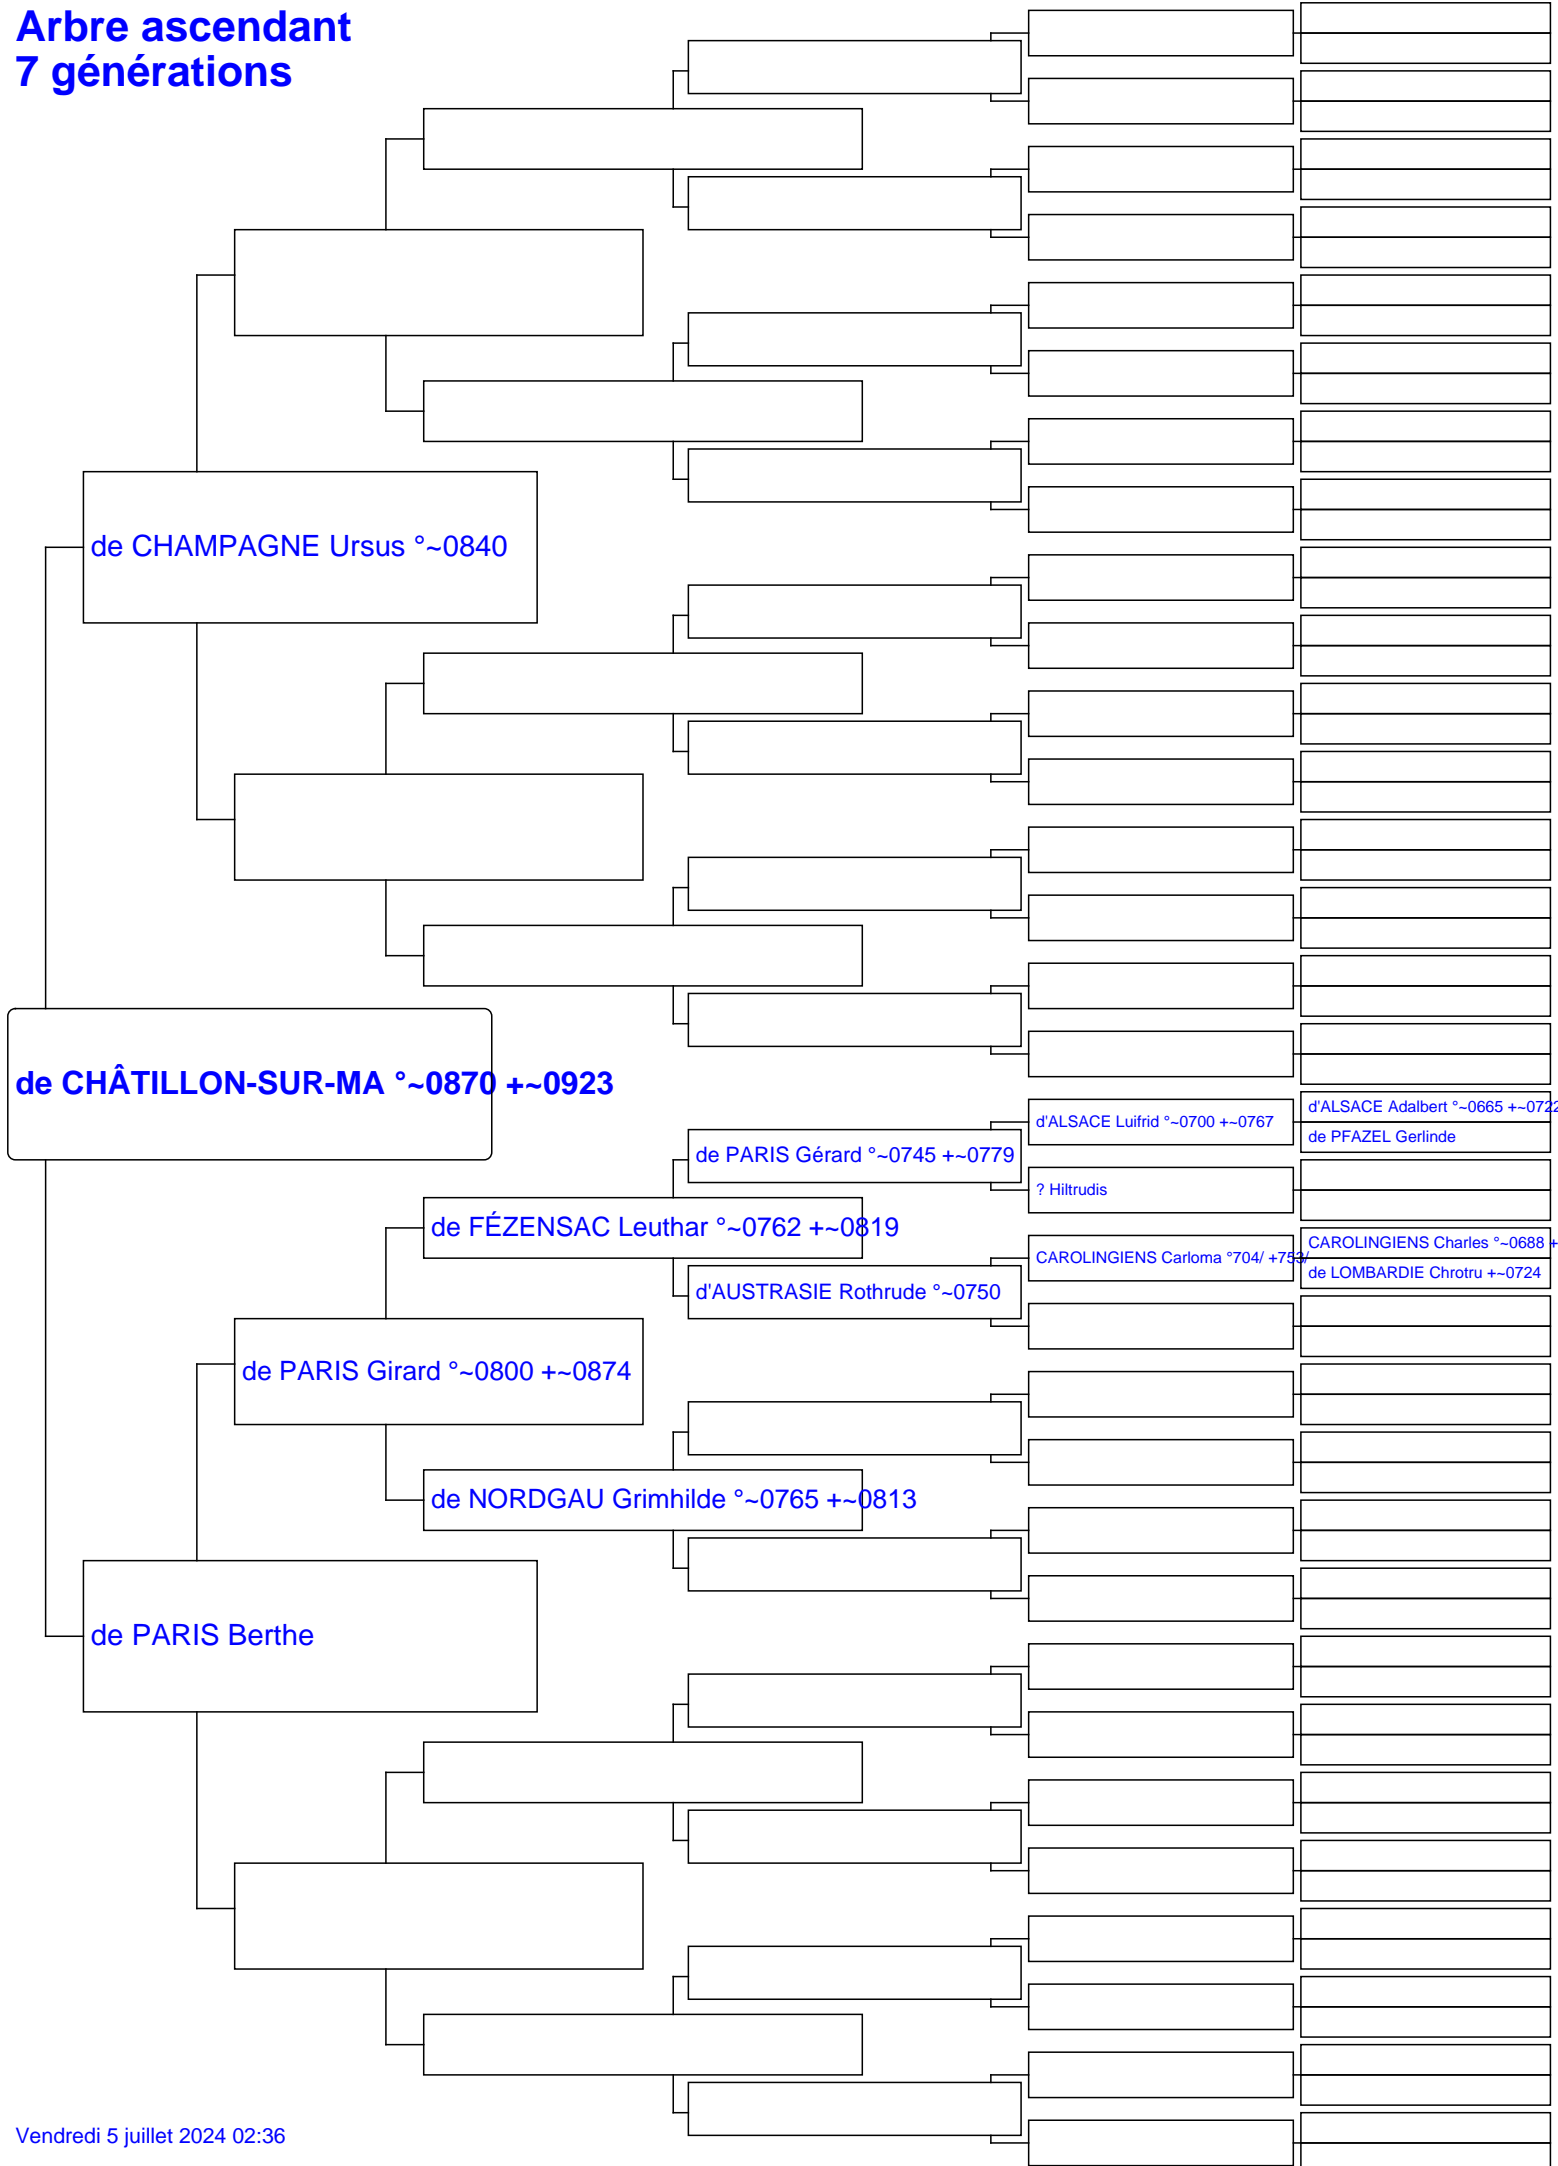 Arbre ascendant
7 générations
de CHAMPAGNE Ursus °~0840
de CHÂTILLON-SUR-MA °~0870 +~0923
d'ALSACE Luifrid °~0700 +~0767
d'ALSACE Adalbert °~0665 +~0722
de PFAZEL Gerlinde
de PARIS Gérard °~0745 +~0779
? Hiltrudis
de FÉZENSAC Leuthar °~0762 +~0819
CAROLINGIENS Carloma °704/ +753/
CAROLINGIENS Charles °~0688 +
de LOMBARDIE Chrotru +~0724
d'AUSTRASIE Rothrude °~0750
de PARIS Girard °~0800 +~0874
de NORDGAU Grimhilde °~0765 +~0813
de PARIS Berthe
Vendredi 5 juillet 2024 02:36